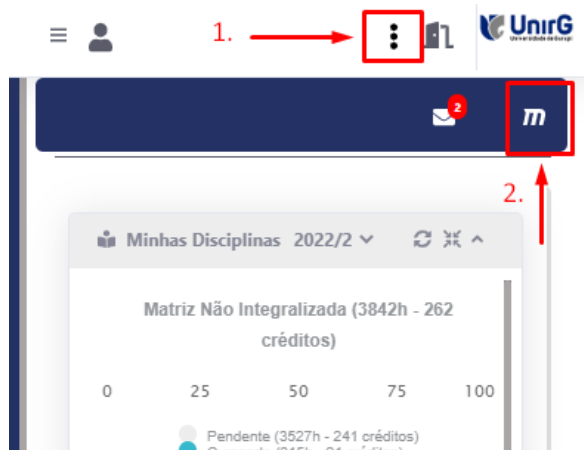 1.
UnirG
Universidade de Gurupi
2
m
2.
Minhas Disciplinas 2022/2
Matriz Não Integralizada (3842h - 262
créditos)
0 25 50 75 100
Pendente (3527h - 241 créditos)